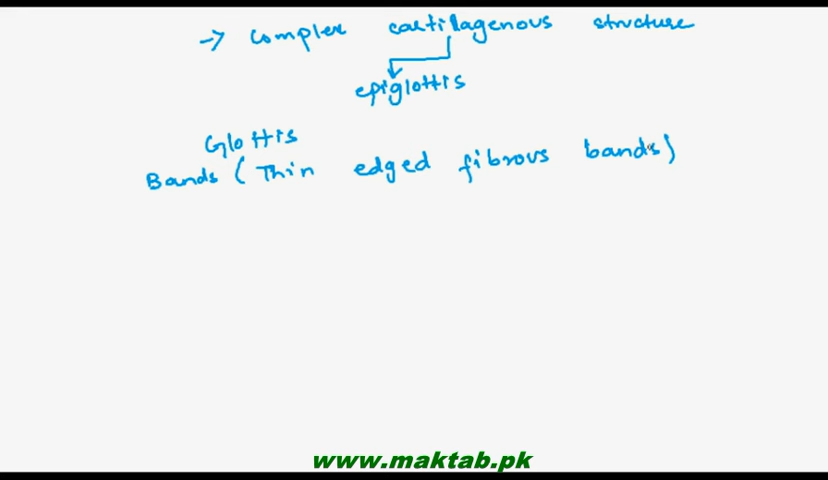 -> Complex cartilagenous structure
epiglottis
Glottis
Bands (Thin edged fibrous bands)
www.maktab.pk